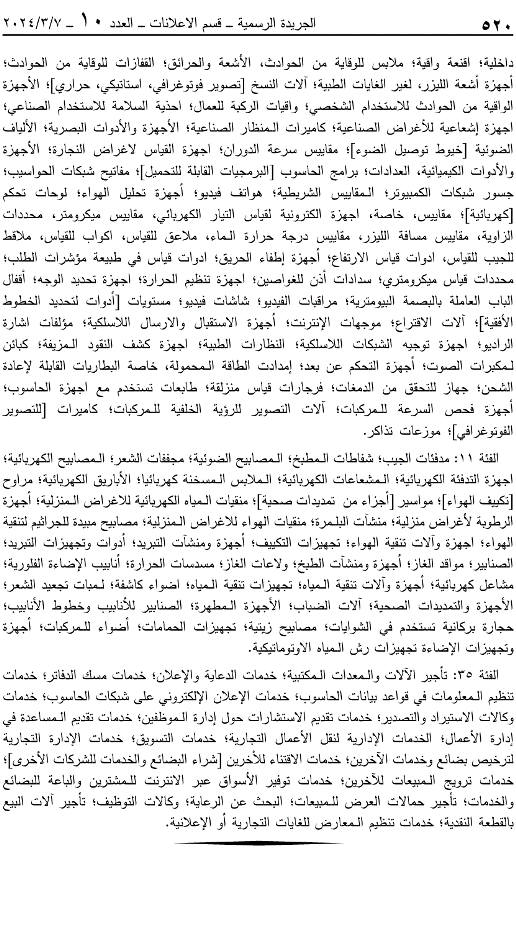 ٥٢٠ الجريدة الرسمية – قسم الاعلانات – العدد ١٠ – ٢٠٢٤/٣/٧
داخلية؛ اقنعة واقية؛ ملابس للوقاية من الحوادث، الأشعة والحرائق؛ القفازات للوقاية من الحوادث؛
أجهزة أشعة الليزر، لغير الغايات الطبية؛ آلات النسخ [تصوير فوتوغرافي، استاتيكي، حراري]؛ الأجهزة
الواقية من الحوادث للاستخدام الشخصي؛ واقيات الركبة للعمال؛ احذية السلامة للاستخدام الصناعي؛
اجهزة إشعاعية للأغراض الصناعية؛ كاميرات المنظار الصناعية؛ الأجهزة والأدوات البصرية؛ الألياف
الضوئية [خيوط توصيل الضوء]؛ مقاييس سرعة الدوران؛ اجهزة القياس لاغراض النجارة؛ الأجهزة
والأدوات الكيميائية، العدادات؛ برامج الحاسوب [البرمجيات القابلة للتحميل]؛ مفاتيح شبكات الحواسيب؛
جسور شبكات الكمبيوتر؛ المقاييس الشريطية؛ هواتف فيديو؛ أجهزة تحليل الهواء؛ لوحات تحكم
[كهربائية]؛ مقاييس، خاصة، اجهزة الكترونية لقياس التيار الكهربائي، مقاييس ميكرومتر، محددات
الزاوية، مقاييس مسافة الليزر، مقاييس درجة حرارة الماء، ملاعق للقياس، اكواب للقياس، ملاقط
للجيب للقياس، ادوات قياس الارتفاع؛ أجهزة إطفاء الحريق؛ ادوات قياس في طبيعة مؤشرات الطلب؛
محددات قياس ميكرومتري؛ سدادات أذن للغواصين؛ اجهزة تنظيم الحرارة؛ اجهزة تحديد الوجه؛ أقفال
الباب العاملة بالبصمة البيومترية؛ مراقبات الفيديو؛ شاشات فيديو؛ مستويات [أدوات لتحديد الخطوط
الأفقية]؛ آلات الاقتراع؛ موجهات الإنترنت؛ أجهزة الاستقبال والارسال اللاسلكية؛ مؤلفات اشارة
الراديو؛ اجهزة توجيه الشبكات اللاسلكية؛ النظارات الطبية؛ اجهزة كشف النقود المزيفة؛ كبائن
لمكبرات الصوت؛ أجهزة التحكم عن بعد؛ إمدادت الطاقة المحمولة، خاصة البطاريات القابلة لإعادة
الشحن؛ جهاز للتحقق من الدمغات؛ فرجارات قياس منزلقة؛ طابعات تستخدم مع اجهزة الحاسوب؛
أجهزة فحص السرعة للمركبات؛ آلات التصوير للرؤية الخلفية للمركبات؛ كاميرات [للتصوير
الفوتوغرافي]؛ موزعات تذاكر.
الفئة ١١: مدفئات الجيب؛ شفاطات المطبخ؛ المصابيح الضوئية؛ مجففات الشعر؛ المصابيح الكهربائية؛
اجهزة التدفئة الكهربائية؛ المشعاعات الكهربائية؛ الملابس المسخنة كهربائيا؛ الأباريق الكهربائية؛ مراوح
[تكييف الهواء]؛ مواسير [أجزاء من تمديدات صحية]؛ منقيات المياه الكهربائية للاغراض المنزلية؛ أجهزة
الرطوبة لأغراض منزلية؛ منشآت البلمرة؛ منقيات الهواء للاغراض المنزلية؛ مصابيح مبيدة للجراثيم لتنقية
الهواء؛ اجهزة وآلات تنقية الهواء؛ تجهيزات التكييف؛ أجهزة ومنشآت التبريد؛ أدوات وتجهيزات التبريد؛
الصنابير؛ مواقد الغاز؛ أجهزة ومنشآت الطبخ؛ ولاعات الغاز؛ مسدسات الحرارة؛ أنابيب الإضاءة الفلورية؛
مشاعل كهربائية؛ أجهزة وآلات تنقية المياه؛ تجهيزات تنقية المياه؛ اضواء كاشفة؛ لمبات تجعيد الشعر؛
الأجهزة والتمديدات الصحية؛ آلات الضباب؛ الأجهزة المطهرة؛ الصنابير للأنابيب وخطوط الأنابيب؛
حجارة بركانية تستخدم في الشوايات؛ مصابيح زيتية؛ تجهيزات الحمامات؛ أضواء للمركبات؛ أجهزة
وتجهيزات الإضاءة تجهيزات رش المياه الاوتوماتيكية.
الفئة ٣٥: تأجير الآلات والمعدات المكتبية؛ خدمات الدعاية والإعلان؛ خدمات مسك الدفاتر؛ خدمات
تنظيم المعلومات في قواعد بيانات الحاسوب؛ خدمات الإعلان الإلكتروني على شبكات الحاسوب؛ خدمات
وكالات الاستيراد والتصدير؛ خدمات تقديم الاستشارات حول إدارة الموظفين؛ خدمات تقديم المساعدة في
إدارة الأعمال؛ الخدمات الإدارية لنقل الأعمال التجارية؛ خدمات التسويق؛ خدمات الإدارة التجارية
لترخيص بضائع وخدمات الآخرين؛ خدمات الاقتناء للأخرين [شراء البضائع والخدمات للشركات الأخرى]؛
خدمات ترويج المبيعات للآخرين؛ خدمات توفير الأسواق عبر الانترنت للمشترين والباعة للبضائع
والخدمات؛ تأجير حمالات العرض للمبيعات؛ البحث عن الرعاية؛ وكالات التوظيف؛ تأجير آلات البيع
بالقطعة النقدية؛ خدمات تنظيم المعارض للغايات التجارية أو الإعلانية.